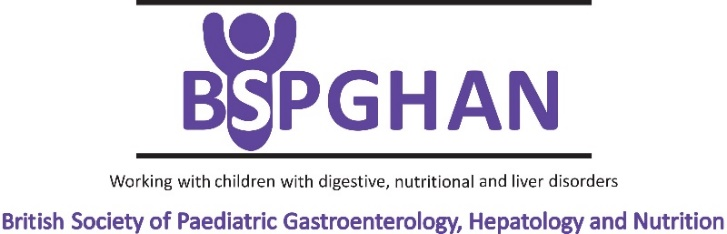 BSPGHAN
Working with children with digestive, nutritional and liver disorders
British Society of Paediatric Gastroenterology, Hepatology and Nutrition